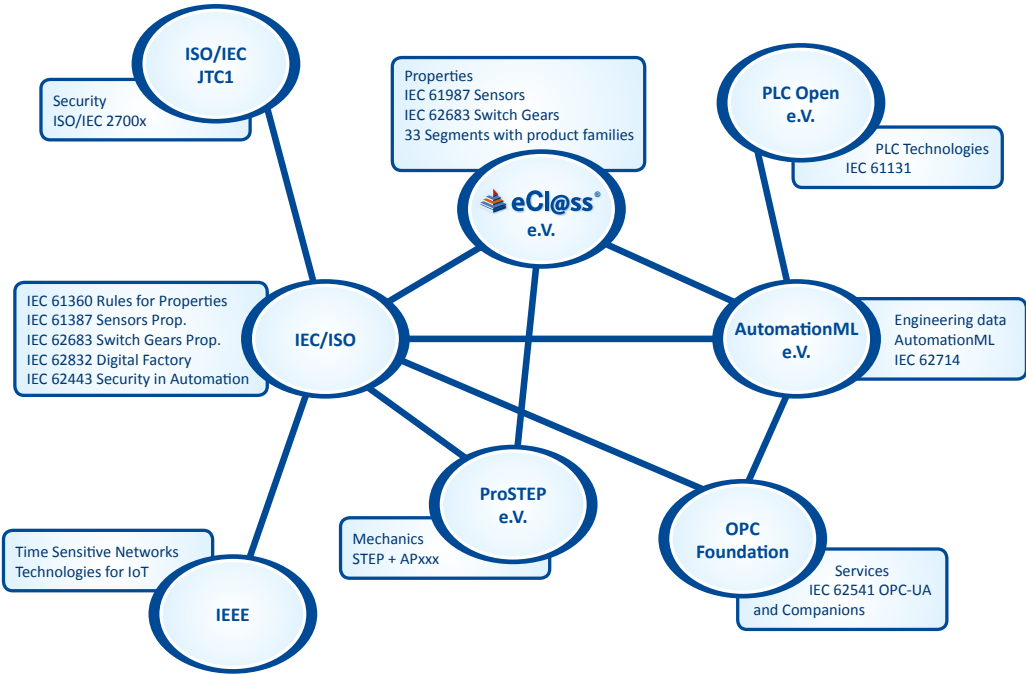 ISO/IEC
JTC1
Security
ISO/IEC 2700x
Properties
IEC 61987 Sensors
IEC 62683 Switch Gears
33 Segments with product families
eCl@ss®
e.V.
PLC Open
e.V.
PLC Technologies
IEC 61131
IEC 61360 Rules for Properties
IEC 61387 Sensors Prop.
IEC 62683 Switch Gears Prop.
IEC 62832 Digital Factory
IEC 62443 Security in Automation
IEC/ISO
AutomationML
e.V.
Engineering data
AutomationML
IEC 62714
ProSTEP
e.V.
Mechanics
STEP + APxxx
OPC
Foundation
Services
IEC 62541 OPC-UA
and Companions
Time Sensitive Networks
Technologies for IoT
IEEE